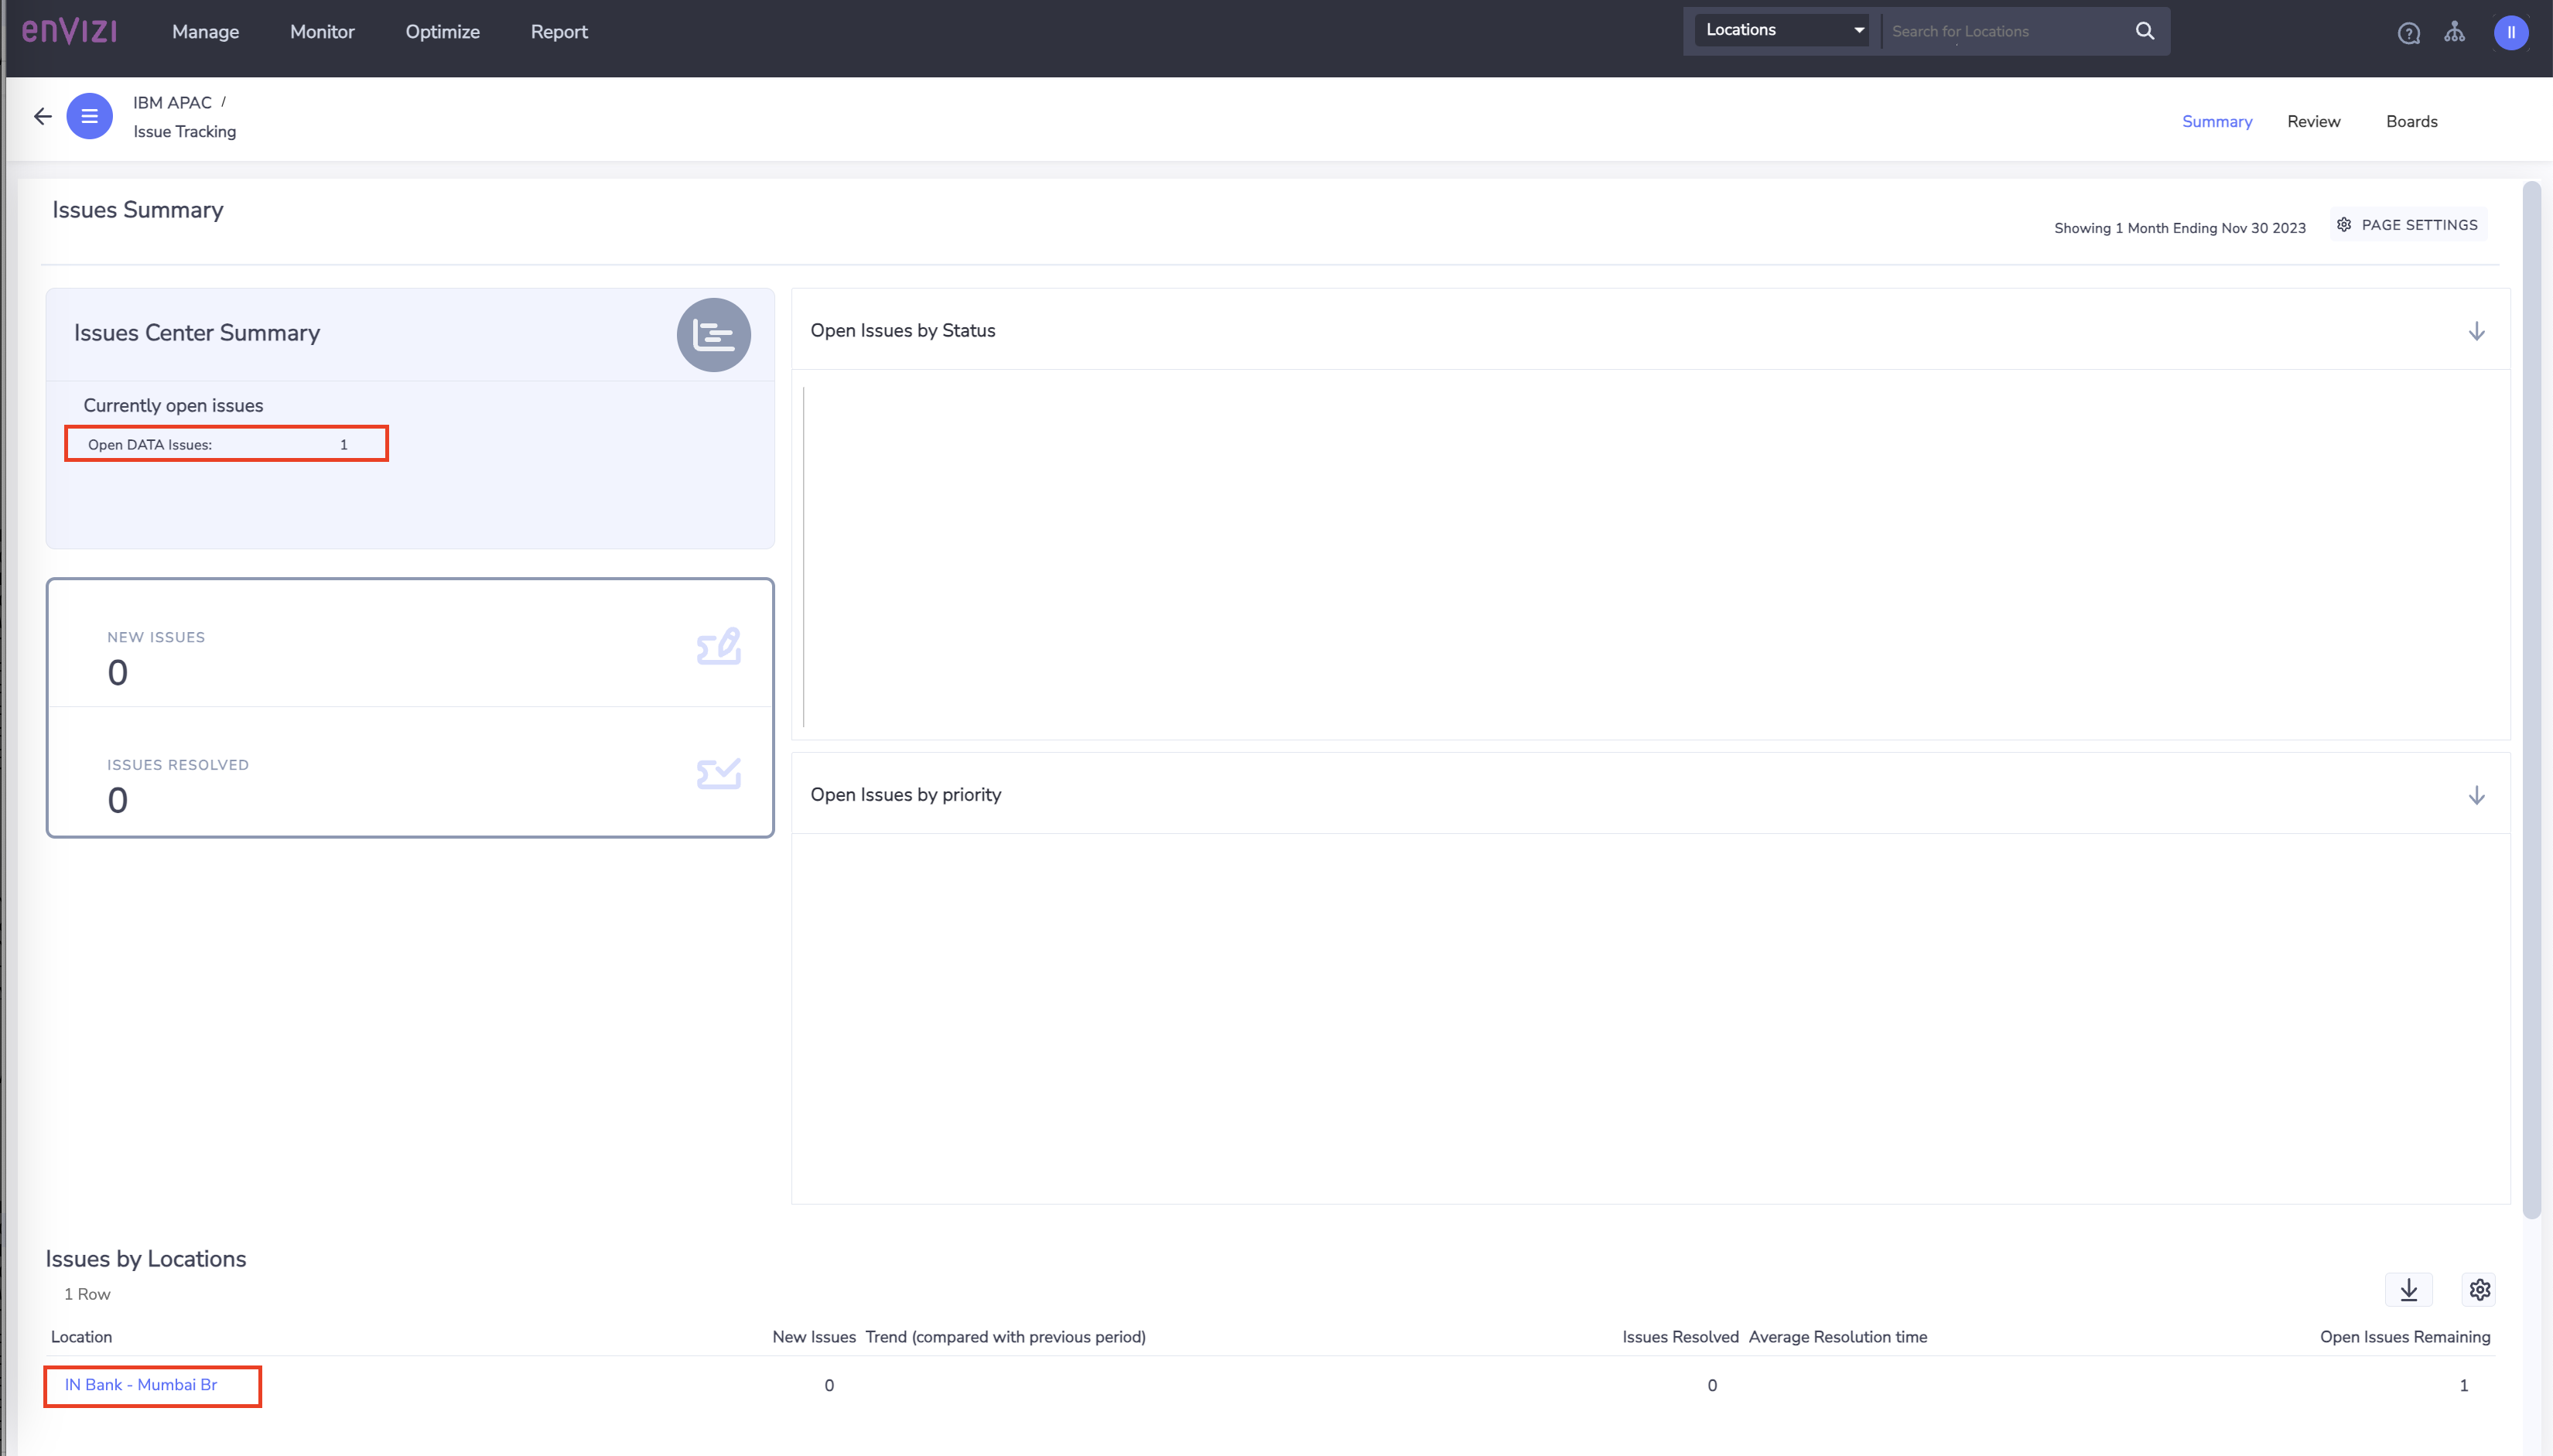 enVIZI
Manage Monitor Optimize Report
Locations
Search for Locations
II
IBM APAC /
Issue Tracking
Summary Review Boards
Issues Summary
Showing 1 Month Ending Nov 30 2023
PAGE SETTINGS
Issues Center Summary
Currently open issues
Open DATA Issues: 1
NEW ISSUES
0
ISSUES RESOLVED
0
Open Issues by Status
Open Issues by priority
Issues by Locations
1 Row
Location New Issues Trend (compared with previous period) Issues Resolved Average Resolution time Open Issues Remaining
IN Bank - Mumbai Br 0 0 1